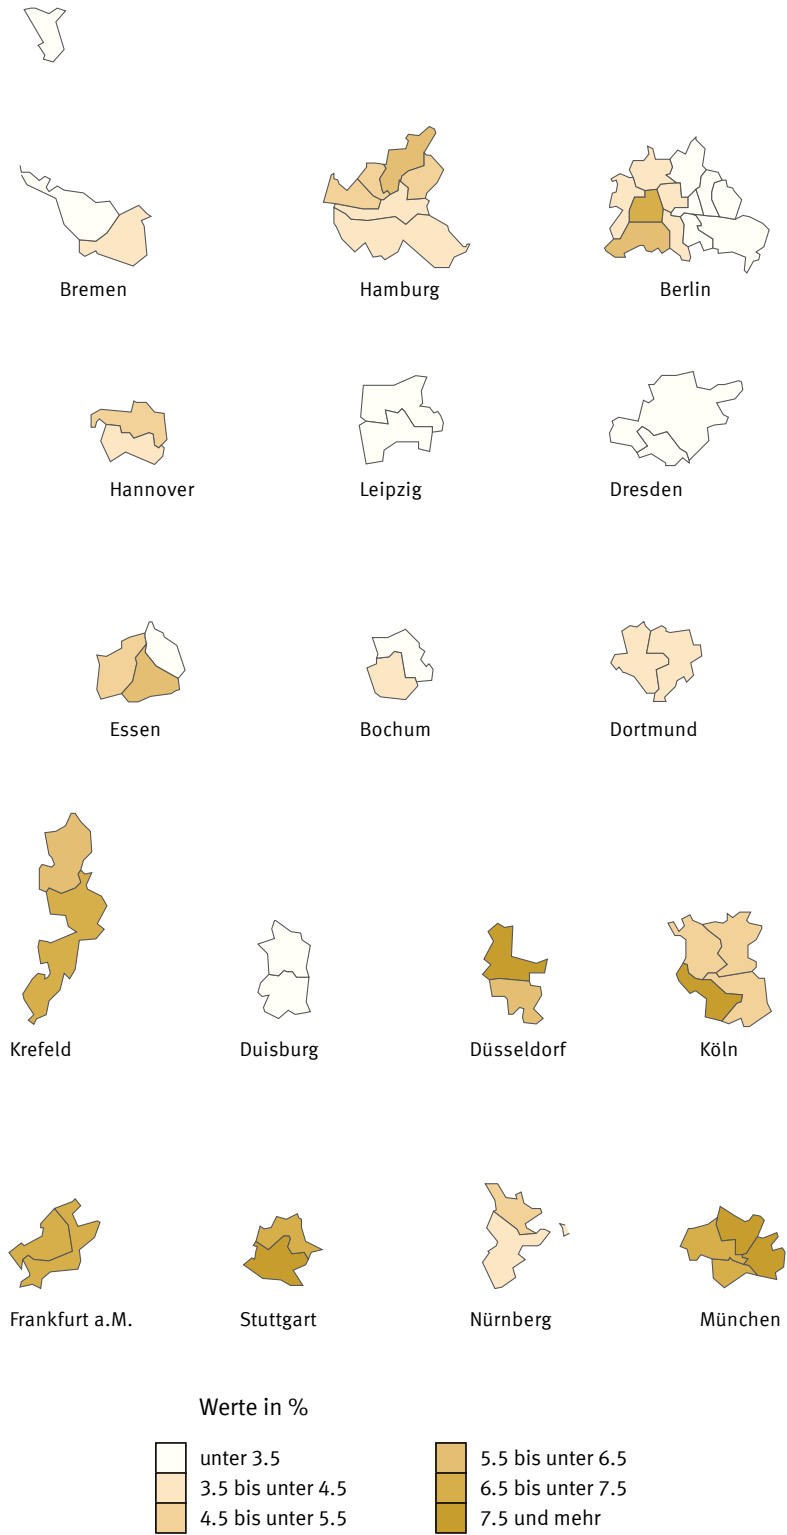 Bremen
Hamburg
Berlin
Hannover
Leipzig
Dresden
Essen
Bochum
Dortmund
Krefeld
Duisburg
Düsseldorf
Köln
Frankfurt a.M.
Stuttgart
Nürnberg
München
Werte in %
unter 3.5
3.5 bis unter 4.5
4.5 bis unter 5.5
5.5 bis unter 6.5
6.5 bis unter 7.5
7.5 und mehr